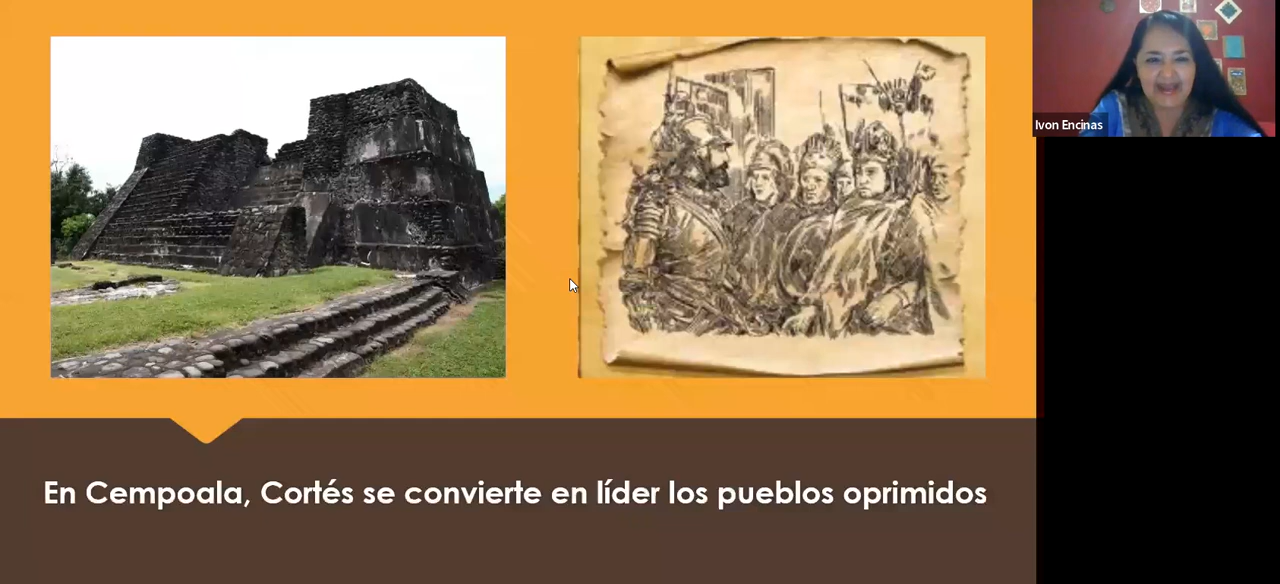 Ivon Encinas
En Cempoala, Cortés se convierte en líder los pueblos oprimidos